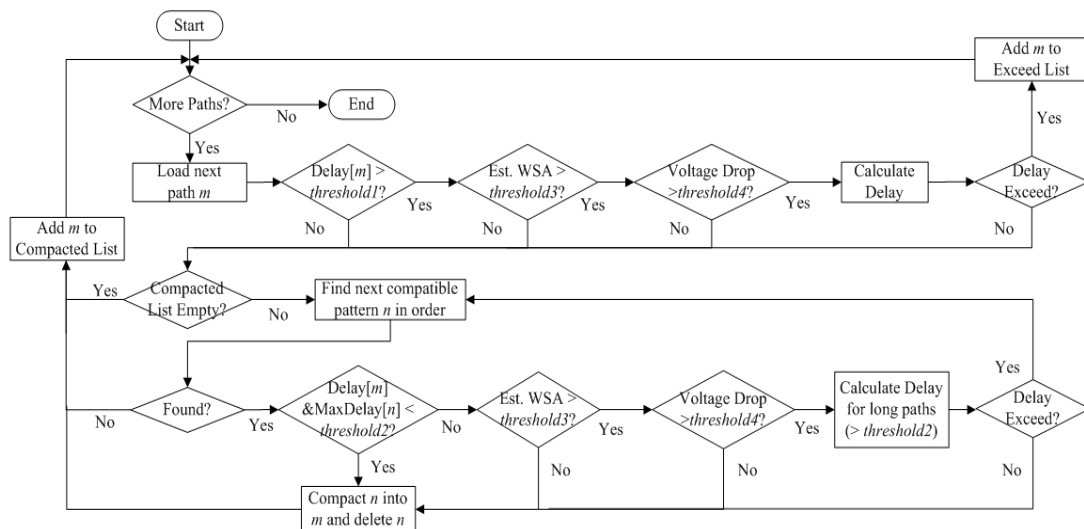 Start
Add m to
Exceed List
More Paths?
No
End
Yes
Yes
Load next
path m
Delay[m] >
threshold1?
Yes
No
Est. WSA >
threshold3?
Yes
No
Voltage Drop
>threshold4?
Yes
No
Calculate
Delay
Delay
Exceed?
No
Add m to
Compacted List
Yes
Compacted
List Empty?
No
Find next compatible
pattern n in order
Yes
No
Found?
Yes
Delay[m]
&MaxDelay[n] <
threshold2?
No
Yes
Est. WSA >
threshold3?
Yes
No
Voltage Drop
>threshold4?
Yes
No
Calculate Delay
for long paths
(> threshold2)
Delay
Exceed?
No
Compact n into
m and delete n